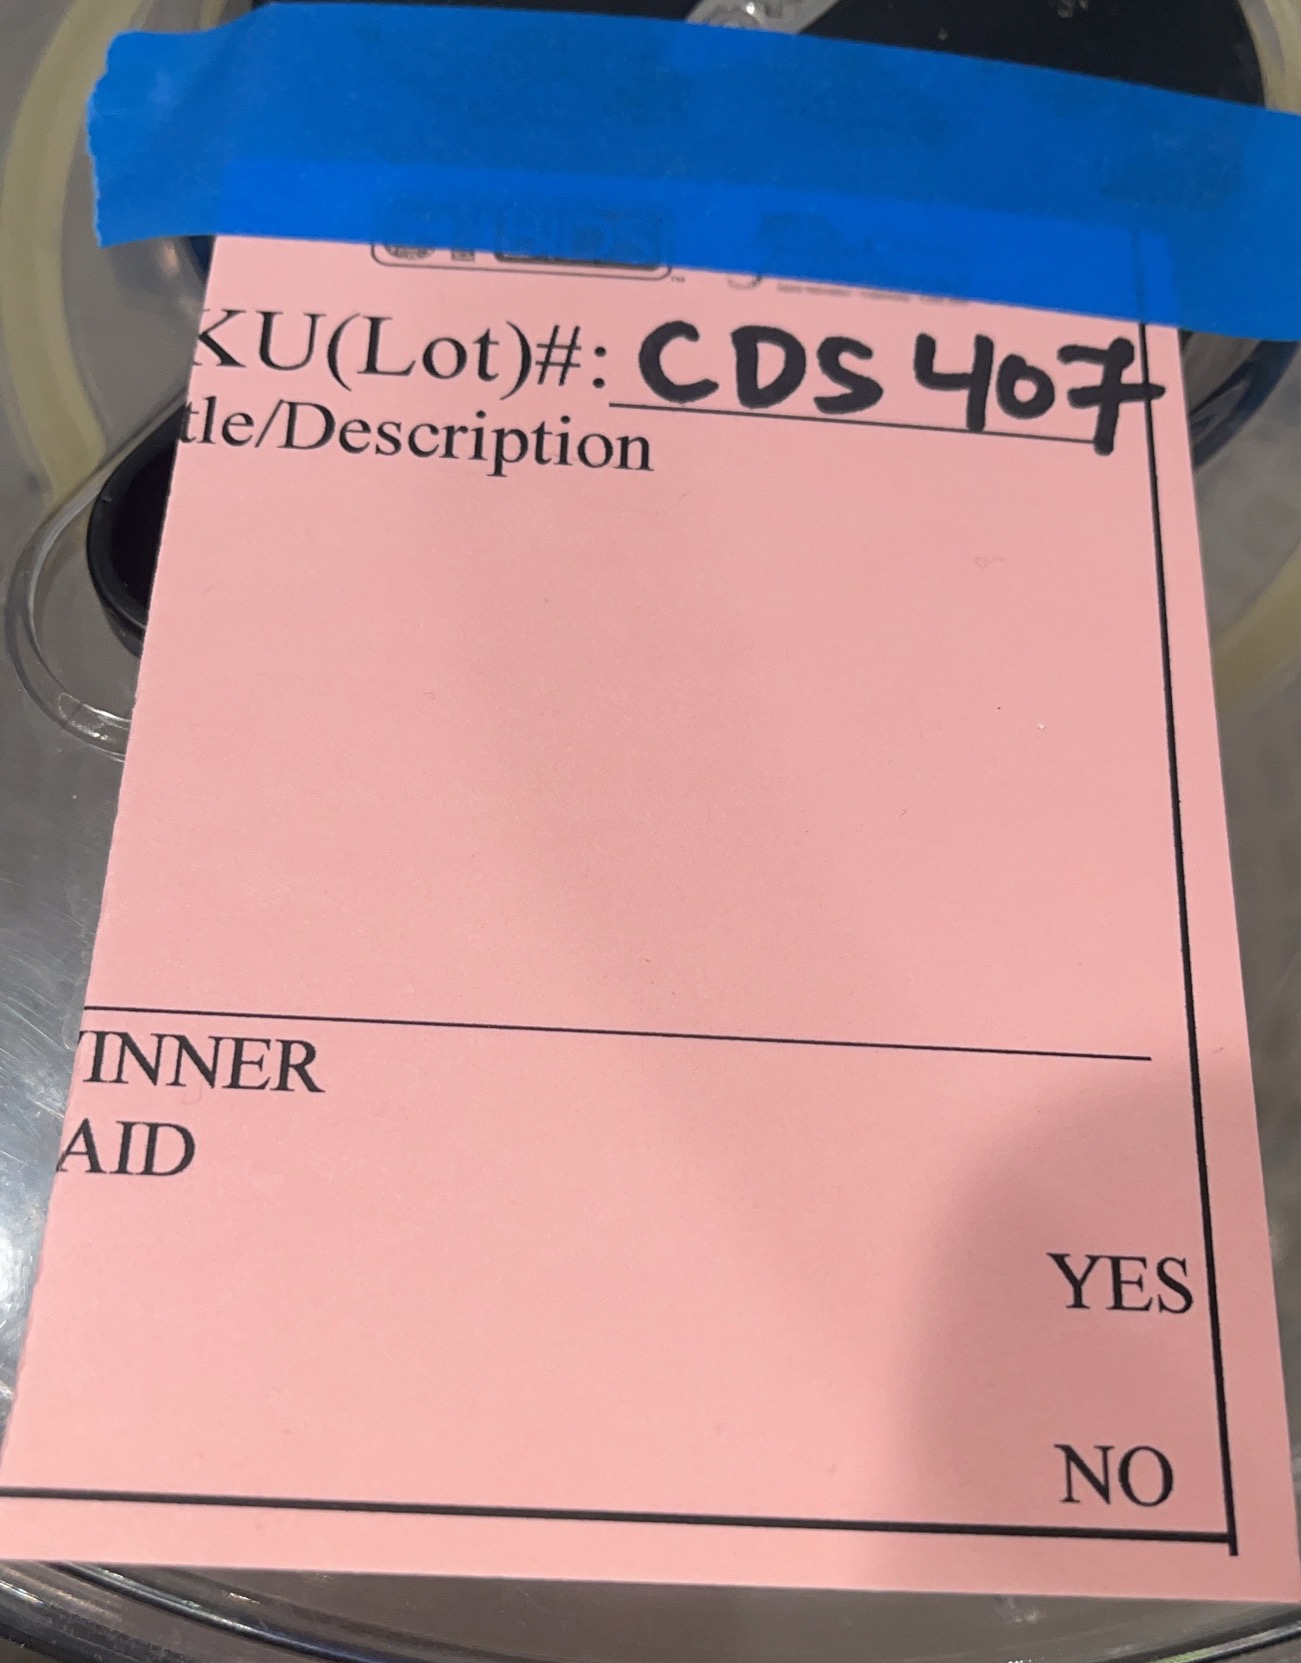 KU(Lot)#: CDS 407
tle/Description
INNER
AID
YES
NO